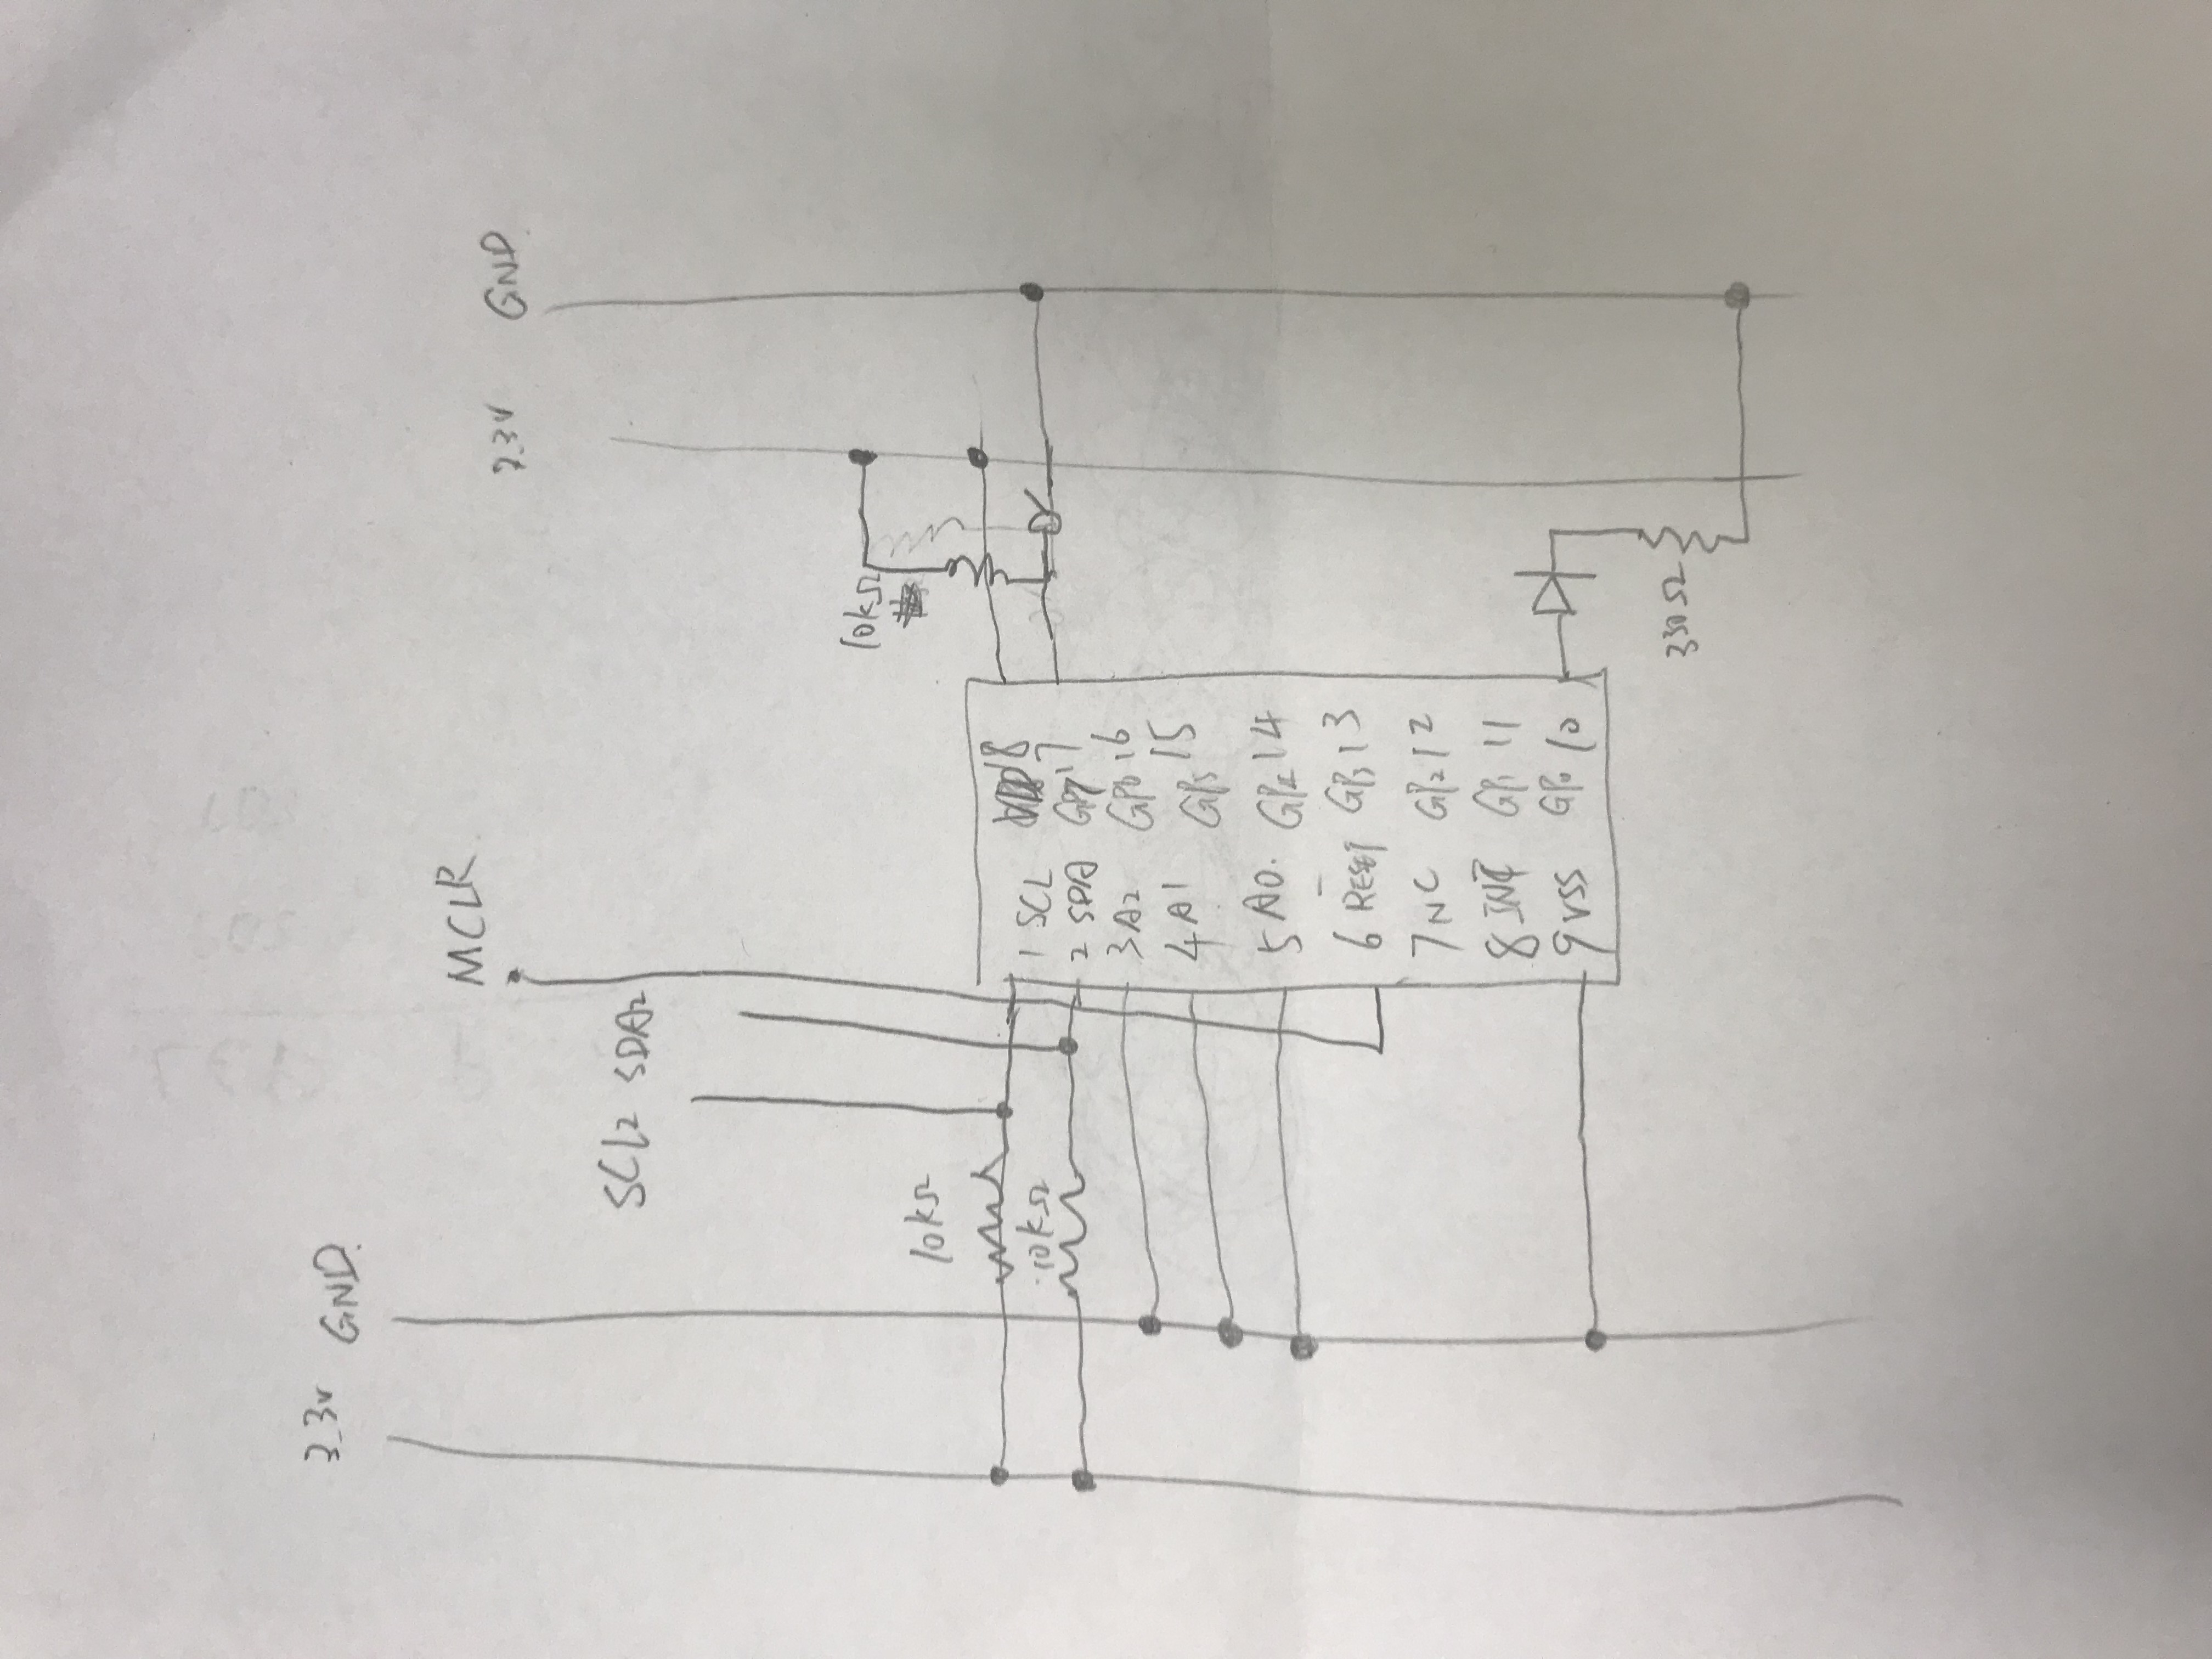 3.3V GND
MCLR
3.3V GND
SCL2 SDA2
10kΩ
10kΩ
10kΩ
1 SCL VDD 18
2 SDA GP7 17
3 A2 GP6 16
4 A1 GP5 15
5 A0. GP4 14
6 RESET GP3 13
7 NC GP2 12
8 INT GP1 11
9 VSS GP0 10
330Ω